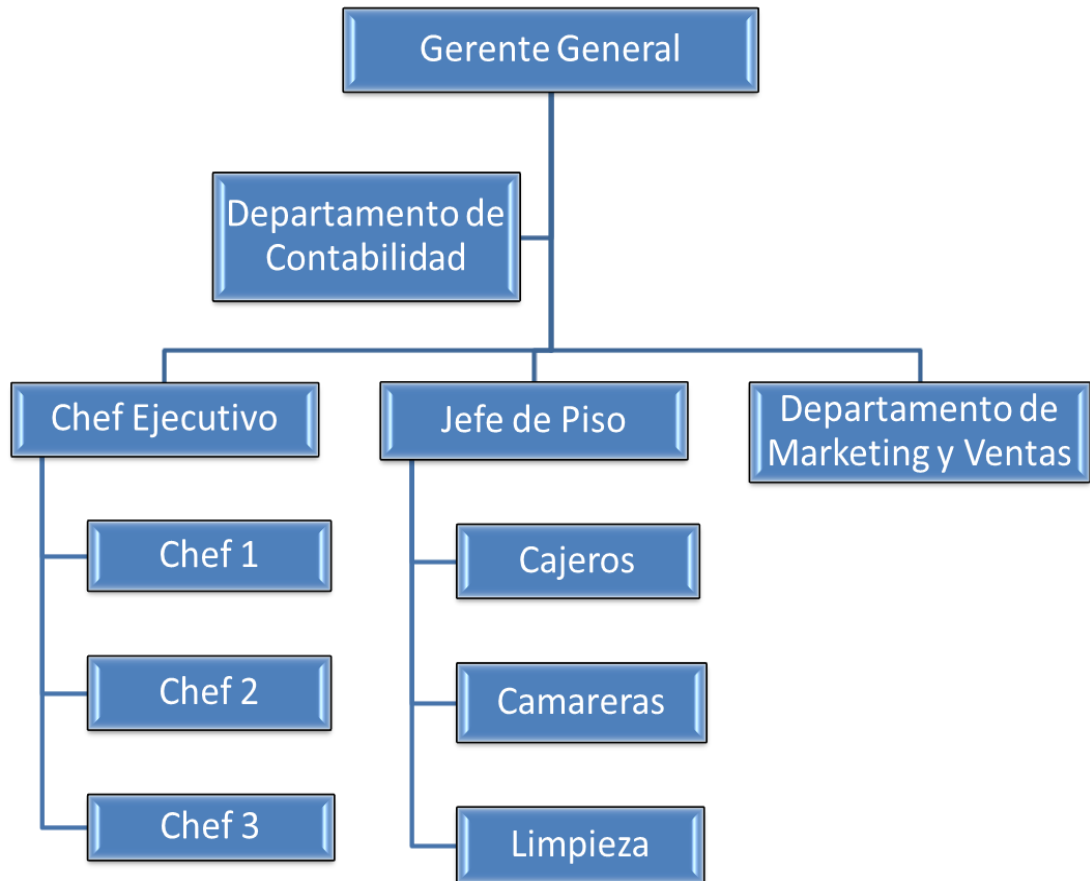 Gerente General
Departamento de
Contabilidad
Chef Ejecutivo
Jefe de Piso
Departamento de
Marketing y Ventas
Chef 1
Cajeros
Chef 2
Camareras
Chef 3
Limpieza